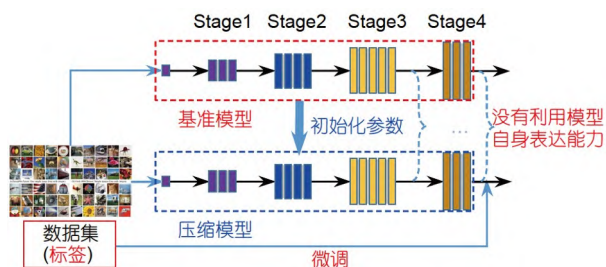 Stage1 Stage2 Stage3 Stage4
基准模型
初始化参数
...
没有利用模型
自身表达能力
压缩模型
数据集
(标签)
微调